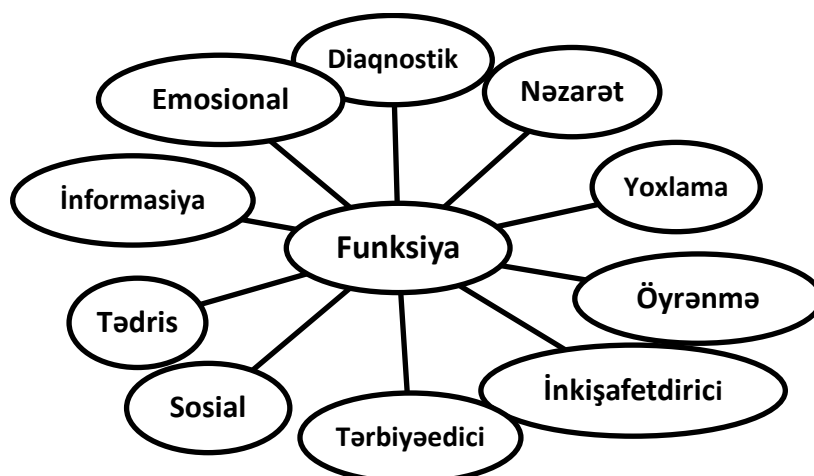 Diaqnostik
Emosional
Nəzarət
Yoxlama
İnformasiya
Funksiya
Öyrənmə
Tədris
İnkişafetdirici
Sosial
Tərbiyəedici